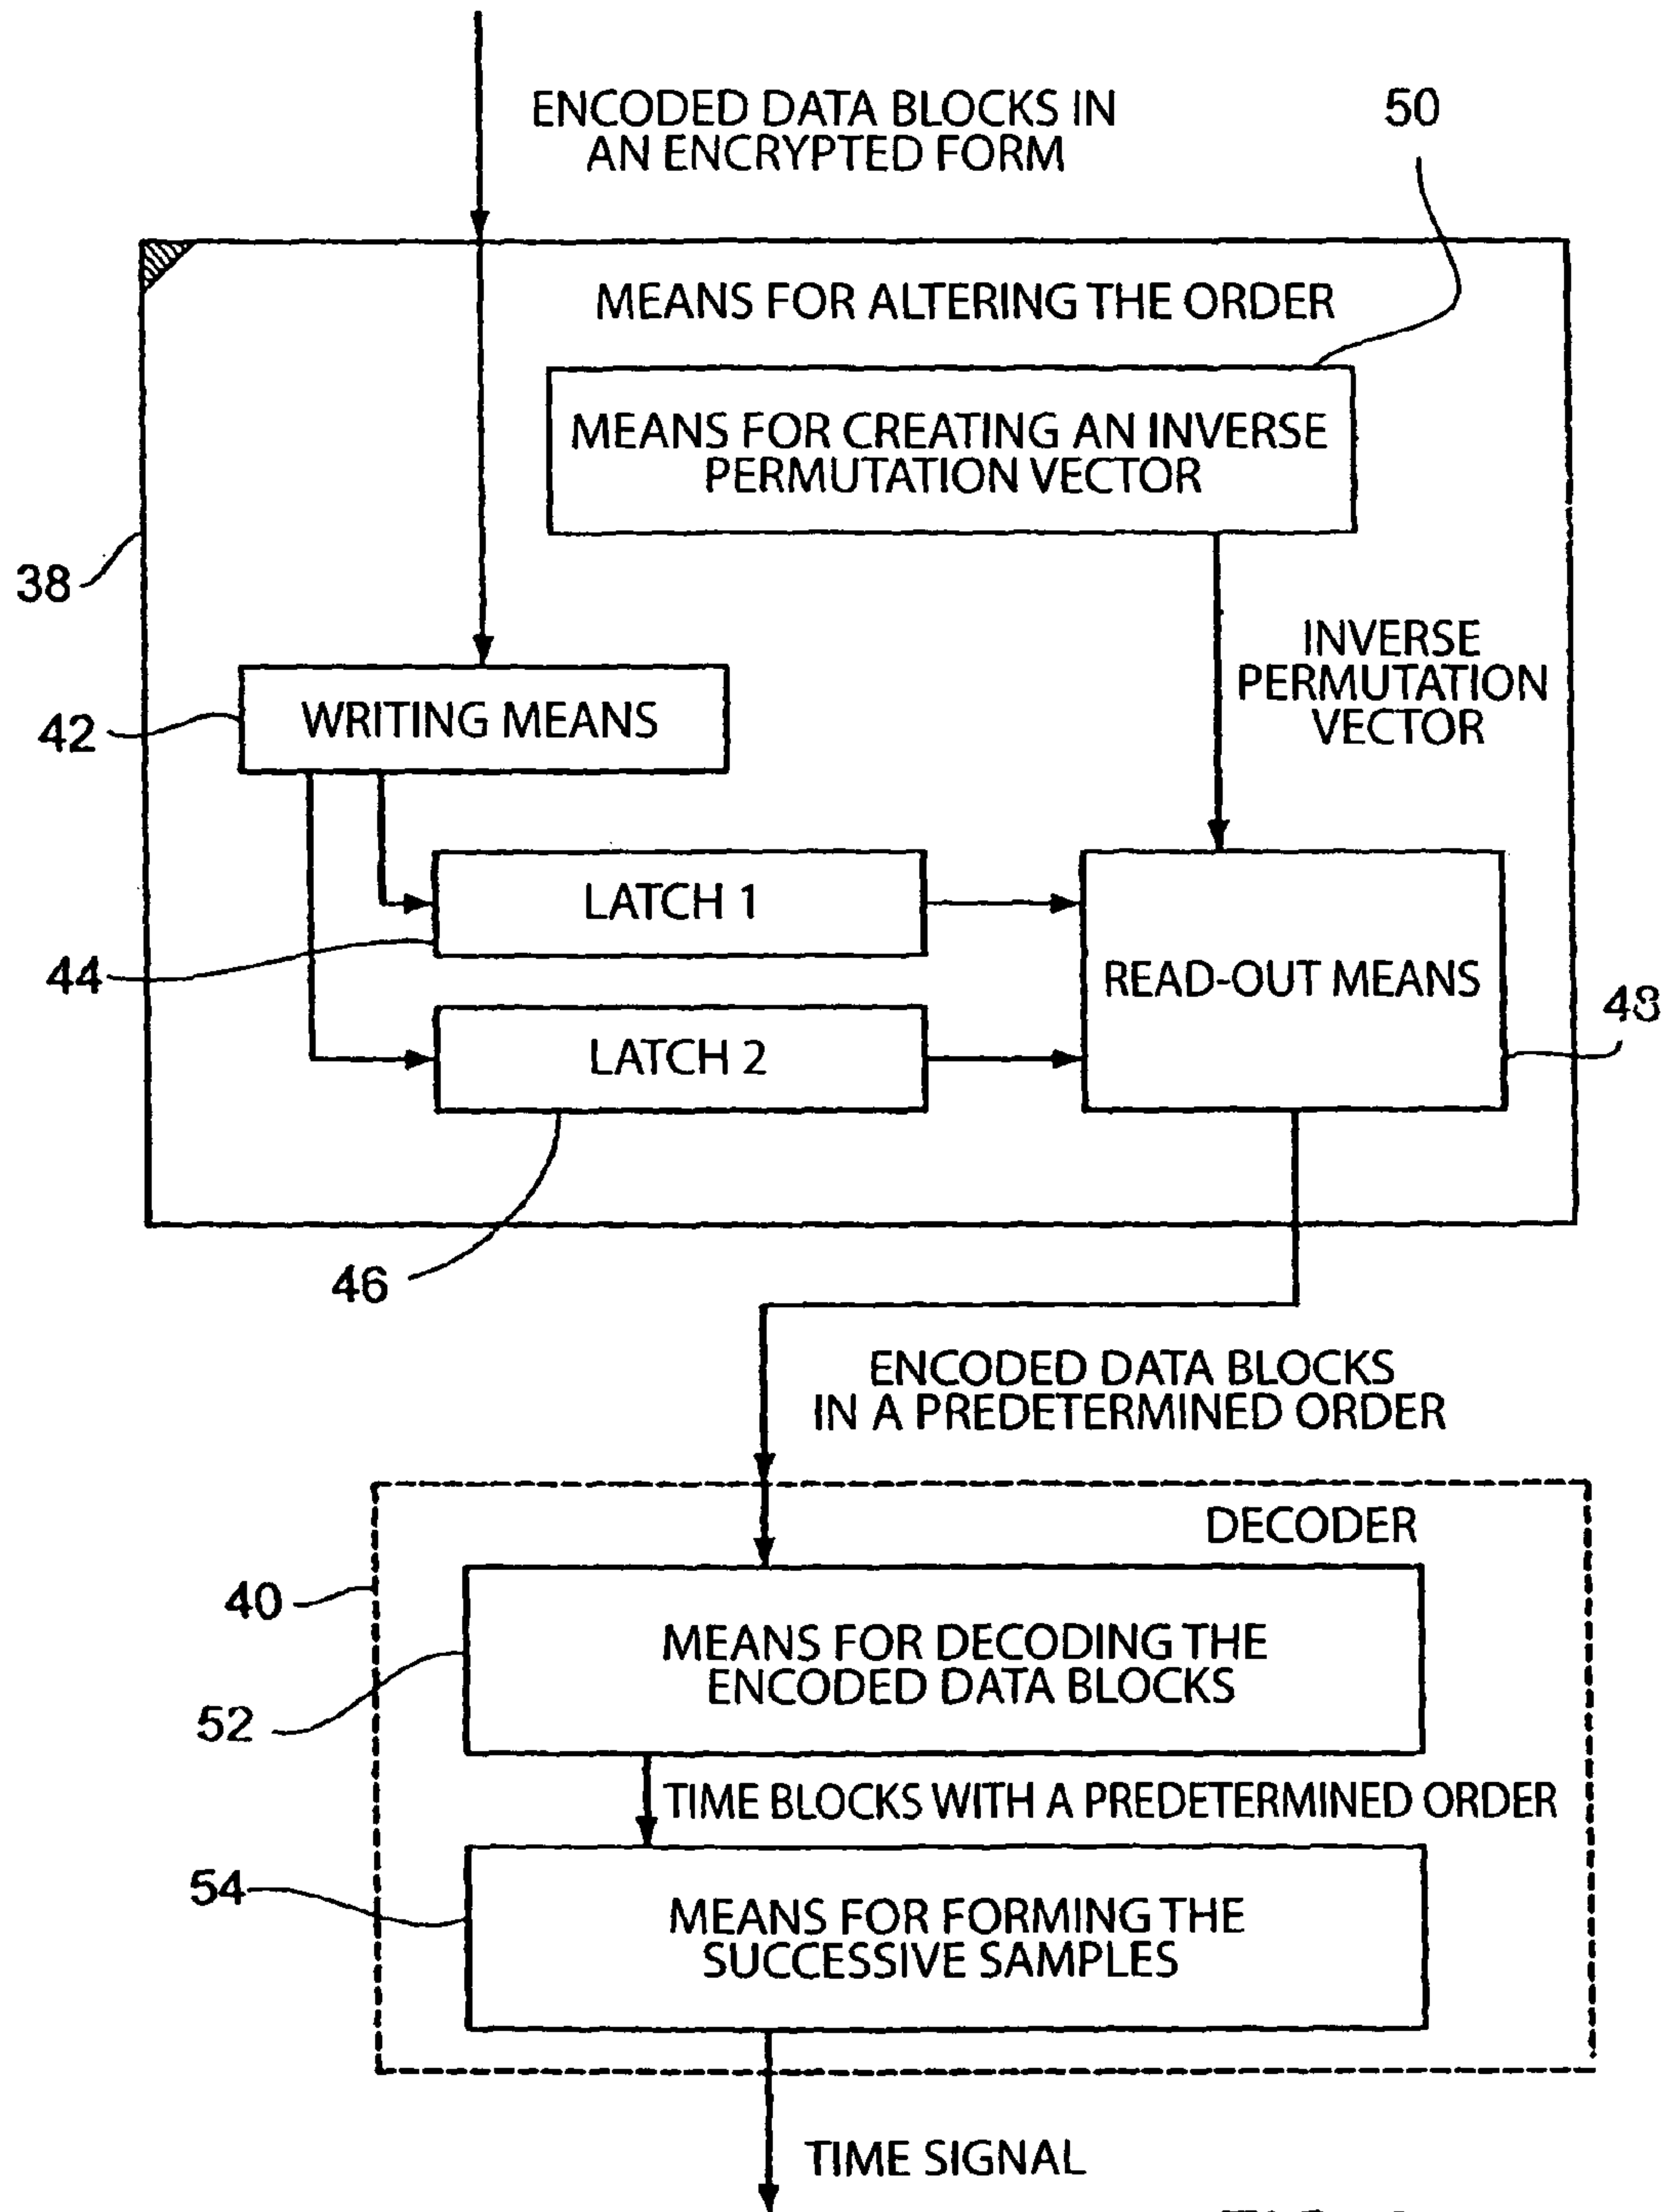 ENCODED DATA BLOCKS IN
AN ENCRYPTED FORM
50
MEANS FOR ALTERING THE ORDER
MEANS FOR CREATING AN INVERSE
PERMUTATION VECTOR
38
INVERSE
PERMUTATION
VECTOR
42
WRITING MEANS
LATCH 1
44
READ-OUT MEANS
48
LATCH 2
46
ENCODED DATA BLOCKS
IN A PREDETERMINED ORDER
DECODER
40
MEANS FOR DECODING THE
ENCODED DATA BLOCKS
52
TIME BLOCKS WITH A PREDETERMINED ORDER
54
MEANS FOR FORMING THE
SUCCESSIVE SAMPLES
TIME SIGNAL